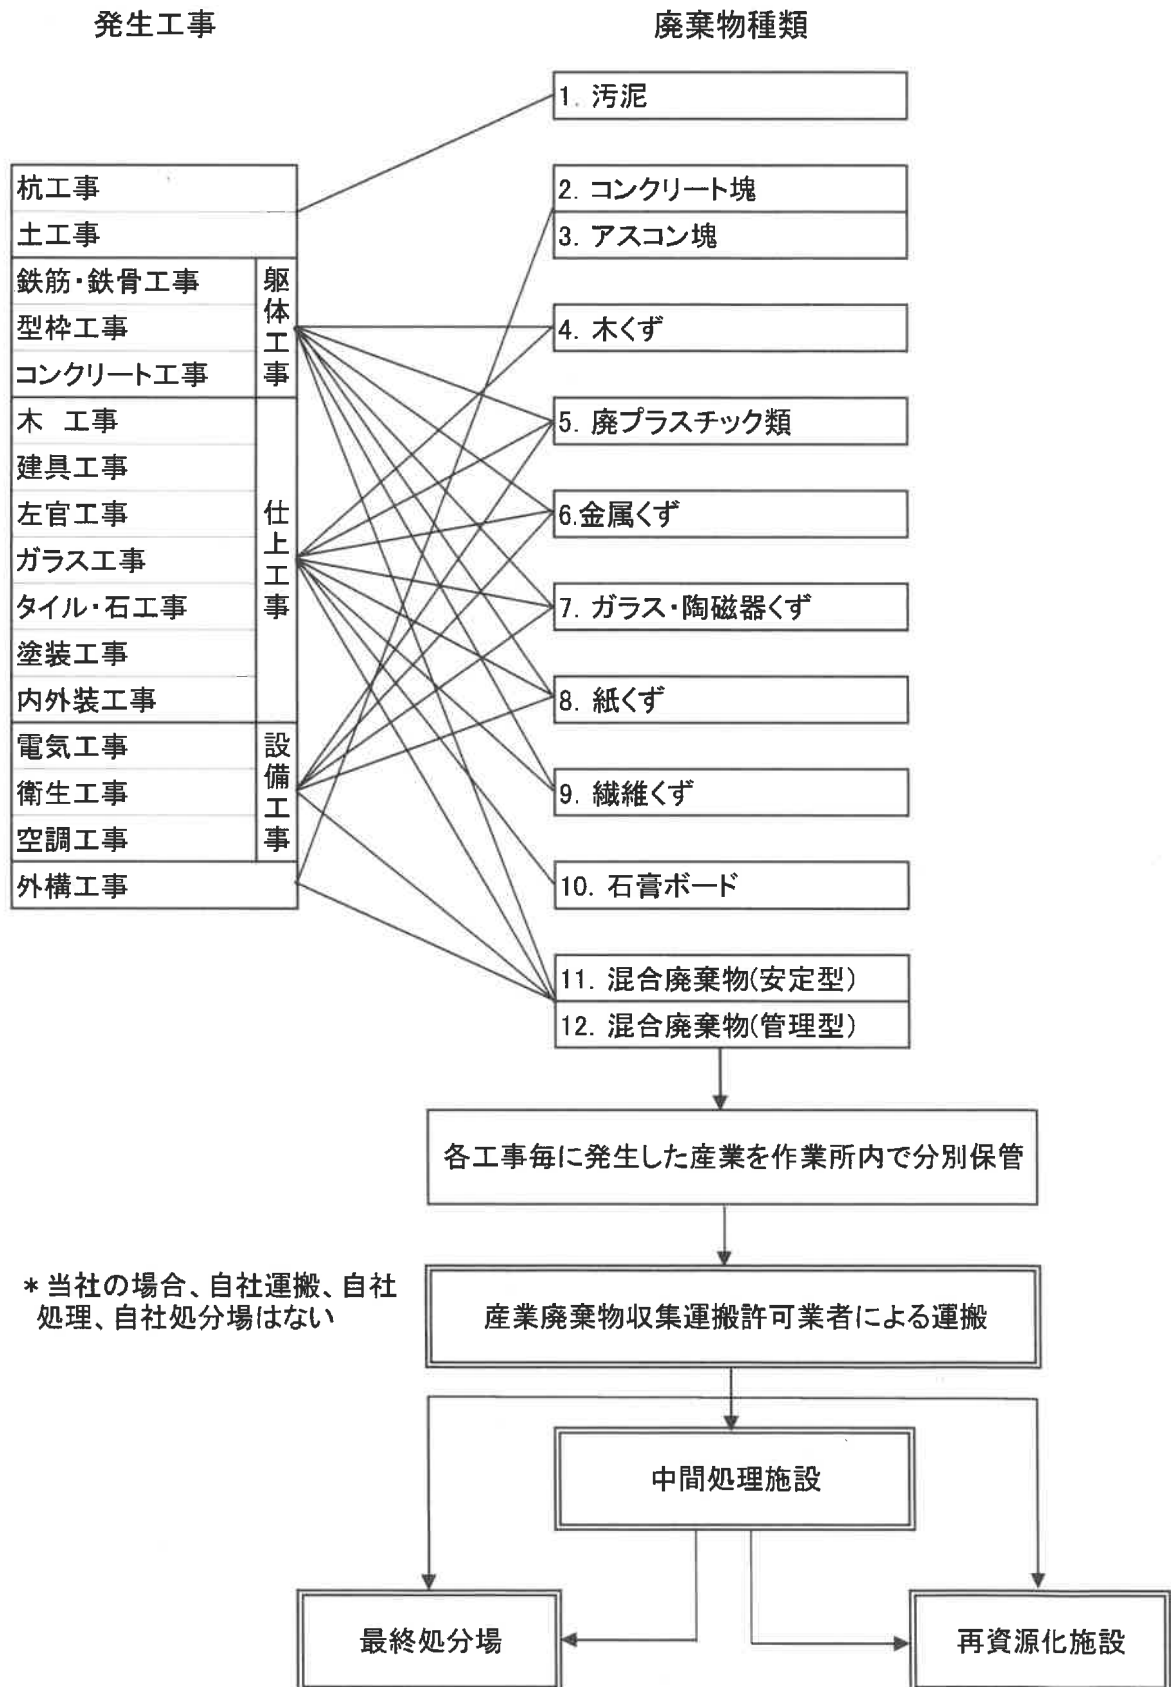 発生工事
廃棄物種類
1. 汚泥
杭工事
土工事
鉄筋・鉄骨工事
型枠工事
コンクリート工事
躯体工事
木 工事
建具工事
左官工事
ガラス工事
タイル・石工事
塗装工事
内外装工事
仕上工事
電気工事
衛生工事
空調工事
設備工事
外構工事
2. コンクリート塊
3. アスコン塊
4. 木くず
5. 廃プラスチック類
6.金属くず
7. ガラス・陶磁器くず
8. 紙くず
9. 繊維くず
10. 石膏ボード
11. 混合廃棄物(安定型)
12. 混合廃棄物(管理型)
各工事毎に発生した産業を作業所内で分別保管
*当社の場合、自社運搬、自社
処理、自社処分場はない
産業廃棄物収集運搬許可業者による運搬
中間処理施設
最終処分場
再資源化施設